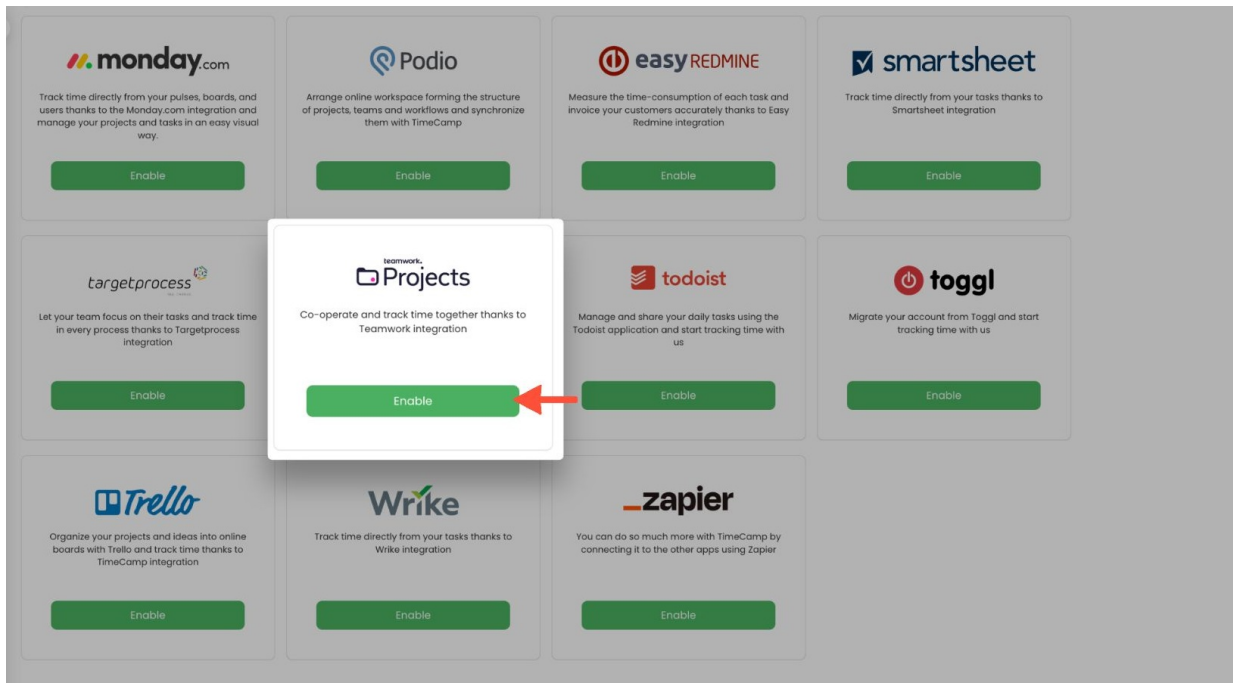 monday.com
Track time directly from your pulses, boards, and
users thanks to the Monday.com integration and
manage your projects and tasks in an easy visual
way.
Enable
Podio
Arrange online workspace forming the structure
of projects, teams and workflows and synchronize
them with TimeCamp
Enable
easy REDMINE
Measure the time-consumption of each task and
invoice your customers accurately thanks to Easy
Redmine integration
Enable
smartsheet
Track time directly from your tasks thanks to
Smartsheet integration
Enable
targetprocess
Let your team focus on their tasks and track time
in every process thanks to Targetprocess
integration
Enable
teamwork.
Projects
Co-operate and track time together thanks to
Teamwork integration
Enable
todoist
Manage and share your daily tasks using the
Todoist application and start tracking time with
us
Enable
toggl
Migrate your account from Toggl and start
tracking time with us
Enable
Trello
Organize your projects and ideas into online
boards with Trello and track time thanks to
TimeCamp integration
Enable
Wrike
Track time directly from your tasks thanks to
Wrike integration
Enable
_zapier
You can do so much more with TimeCamp by
connecting it to the other apps using Zapier
Enable